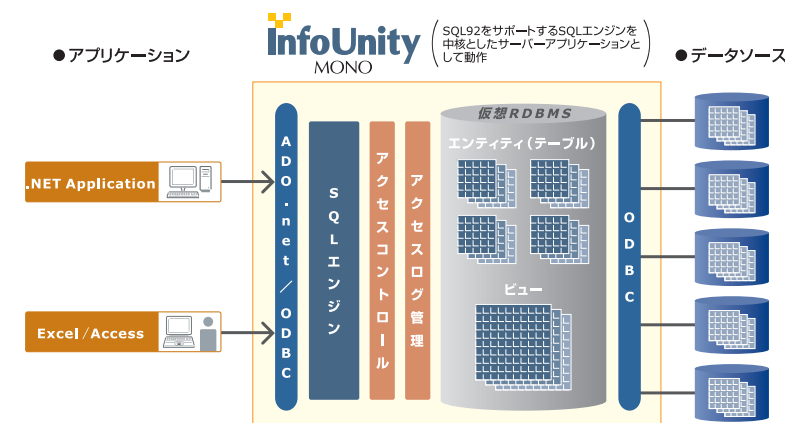 InfoUnity
MONO
SQL92をサポートするSQLエンジンを
中核としたサーバーアプリケーションと
して動作
●アプリケーション
●データソース
.NET Application
Excel/Access
ADO.net/ODBC
SQLエンジン
アクセスコントロール
アクセスログ管理
仮想RDBMS
エンティティ(テーブル)
ビュー
ODBC